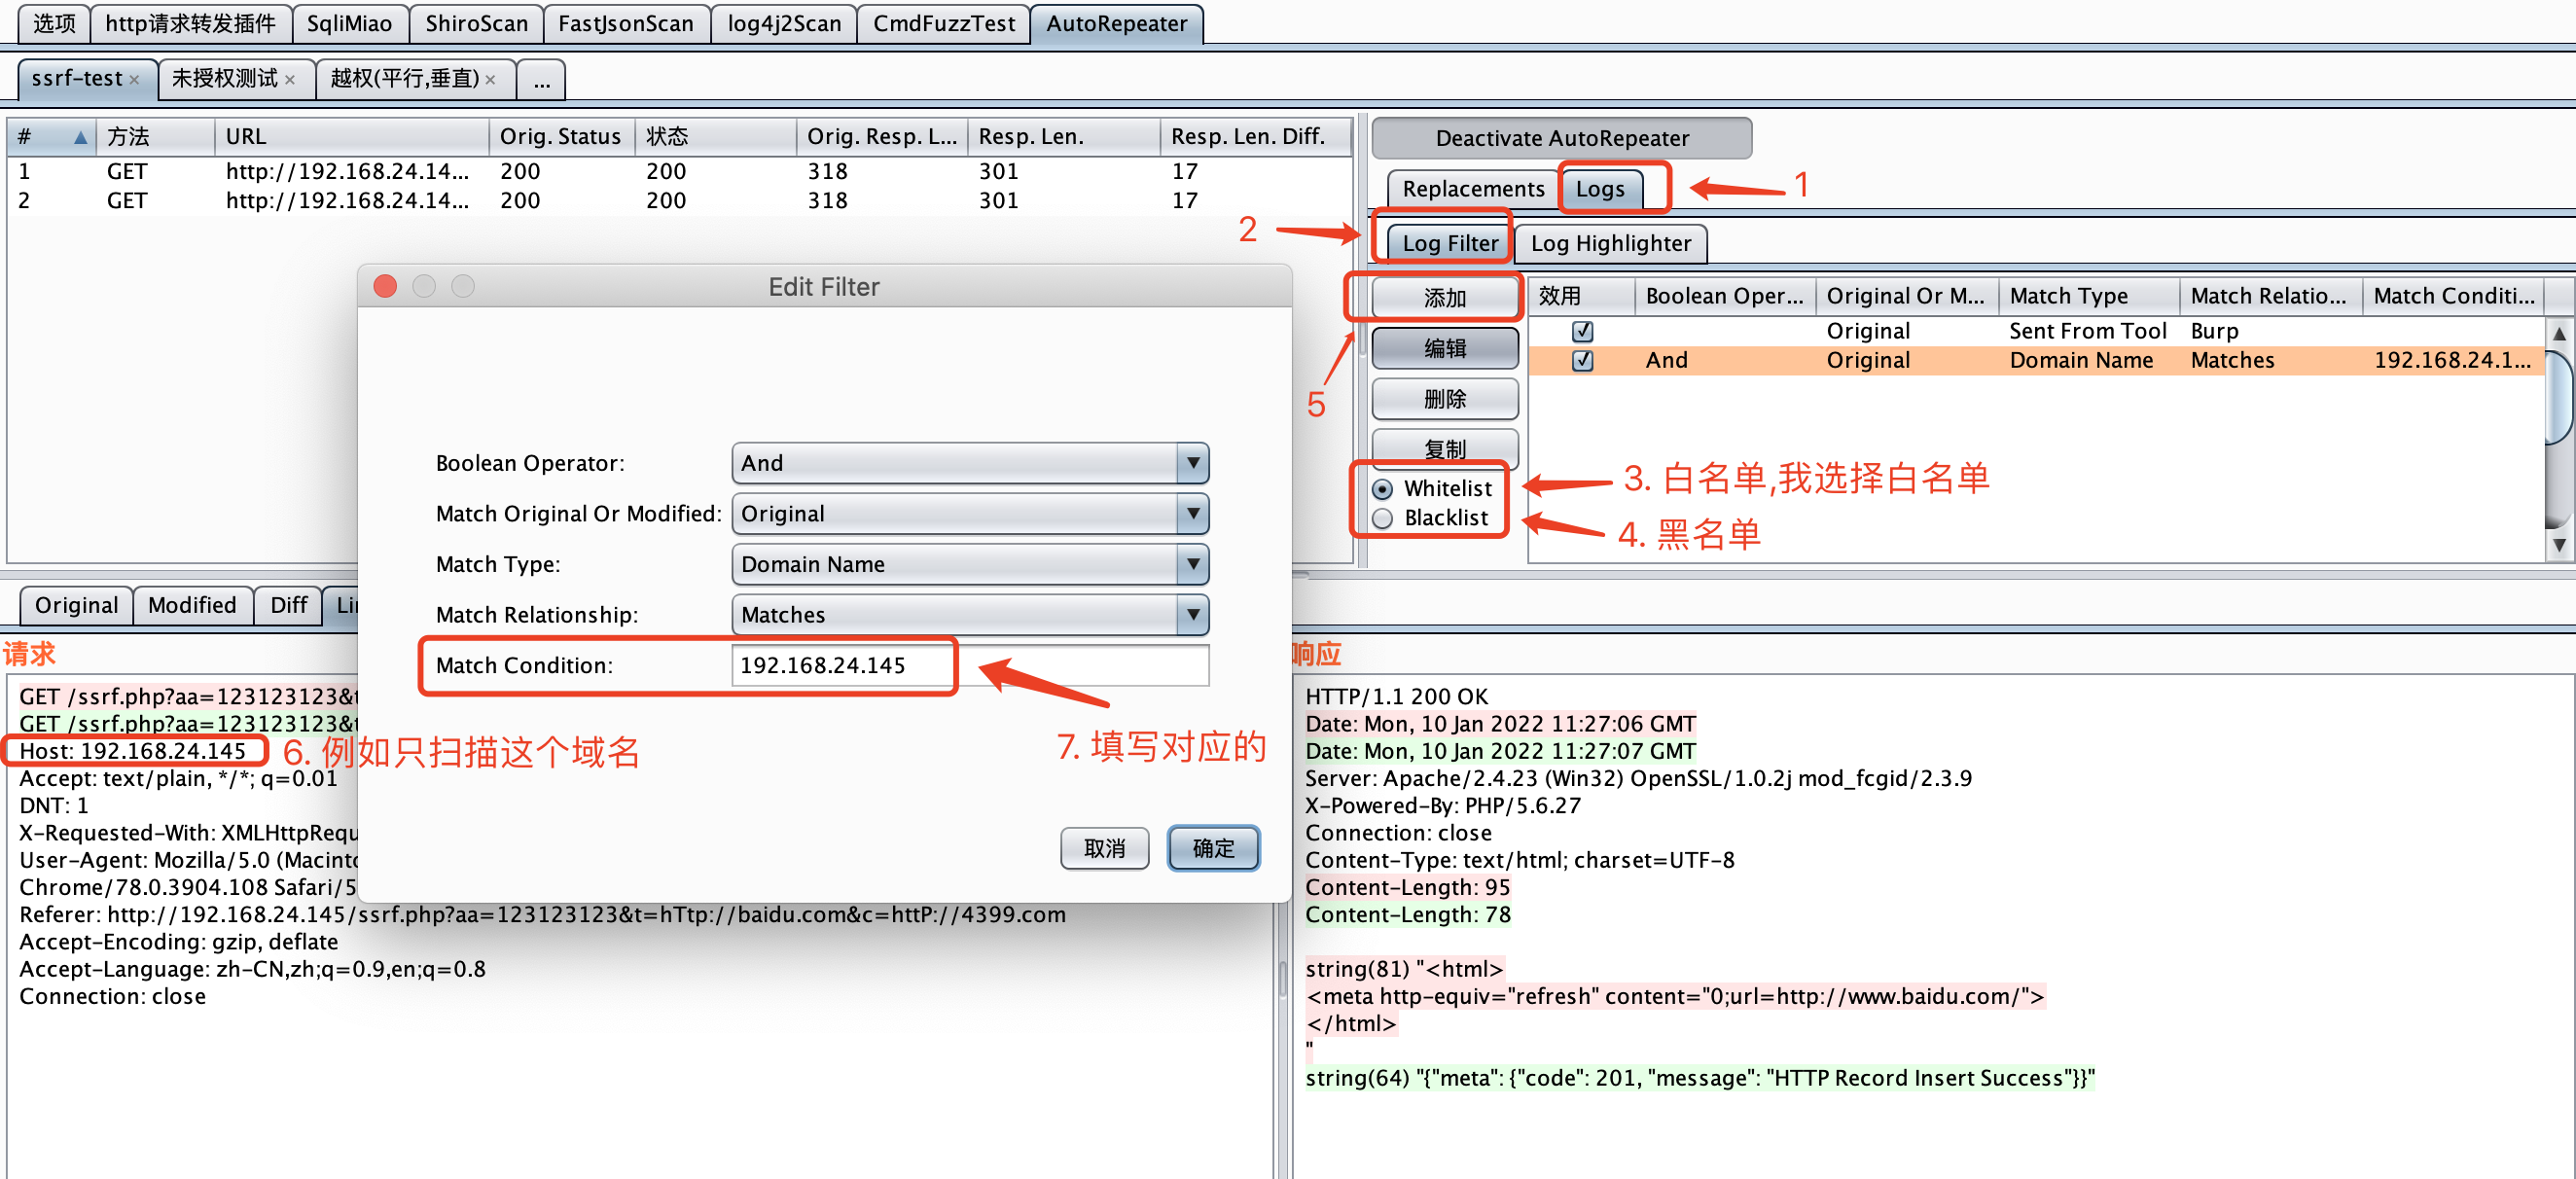 选项 http请求转发插件 SqliMiao ShiroScan FastJsonScan log4j2Scan CmdFuzzTest AutoRepeater
ssrf-test × 未授权测试 × 越权(平行,垂直) × ...
# 方法 URL Orig. Status 状态 Orig. Resp. L... Resp. Len. Resp. Len. Diff.
1 GET http://192.168.24.14... 200 200 318 301 17
2 GET http://192.168.24.14... 200 200 318 301 17
Deactivate AutoRepeater
Replacements Logs
1
2
Log Filter Log Highlighter
添加
编辑
删除
复制
5
Whitelist
Blacklist
3. 白名单,我选择白名单
4. 黑名单
效用 Boolean Oper... Original Or M... Match Type Match Relatio... Match Conditi...
Original Sent From Tool Burp
And Original Domain Name Matches 192.168.24.1...
Edit Filter
Boolean Operator: And
Match Original Or Modified: Original
Match Type: Domain Name
Match Relationship: Matches
Match Condition: 192.168.24.145
7. 填写对应的
取消 确定
Original Modified Diff Li
请求
GET /ssrf.php?aa=123123123&t
GET /ssrf.php?aa=123123123&t
Host: 192.168.24.145
6. 例如只扫描这个域名
Accept: text/plain, */*; q=0.01
DNT: 1
X-Requested-With: XMLHttpRequ
User-Agent: Mozilla/5.0 (Macinto
Chrome/78.0.3904.108 Safari/5
Referer: http://192.168.24.145/ssrf.php?aa=123123123&t=hTtp://baidu.com&c=httP://4399.com
Accept-Encoding: gzip, deflate
Accept-Language: zh-CN,zh;q=0.9,en;q=0.8
Connection: close
响应
HTTP/1.1 200 OK
Date: Mon, 10 Jan 2022 11:27:06 GMT
Date: Mon, 10 Jan 2022 11:27:07 GMT
Server: Apache/2.4.23 (Win32) OpenSSL/1.0.2j mod_fcgid/2.3.9
X-Powered-By: PHP/5.6.27
Connection: close
Content-Type: text/html; charset=UTF-8
Content-Length: 95
Content-Length: 78
string(81) "<html>
<meta http-equiv="refresh" content="0;url=http://www.baidu.com/">
</html>
"
string(64) "{"meta": {"code": 201, "message": "HTTP Record Insert Success"}}"